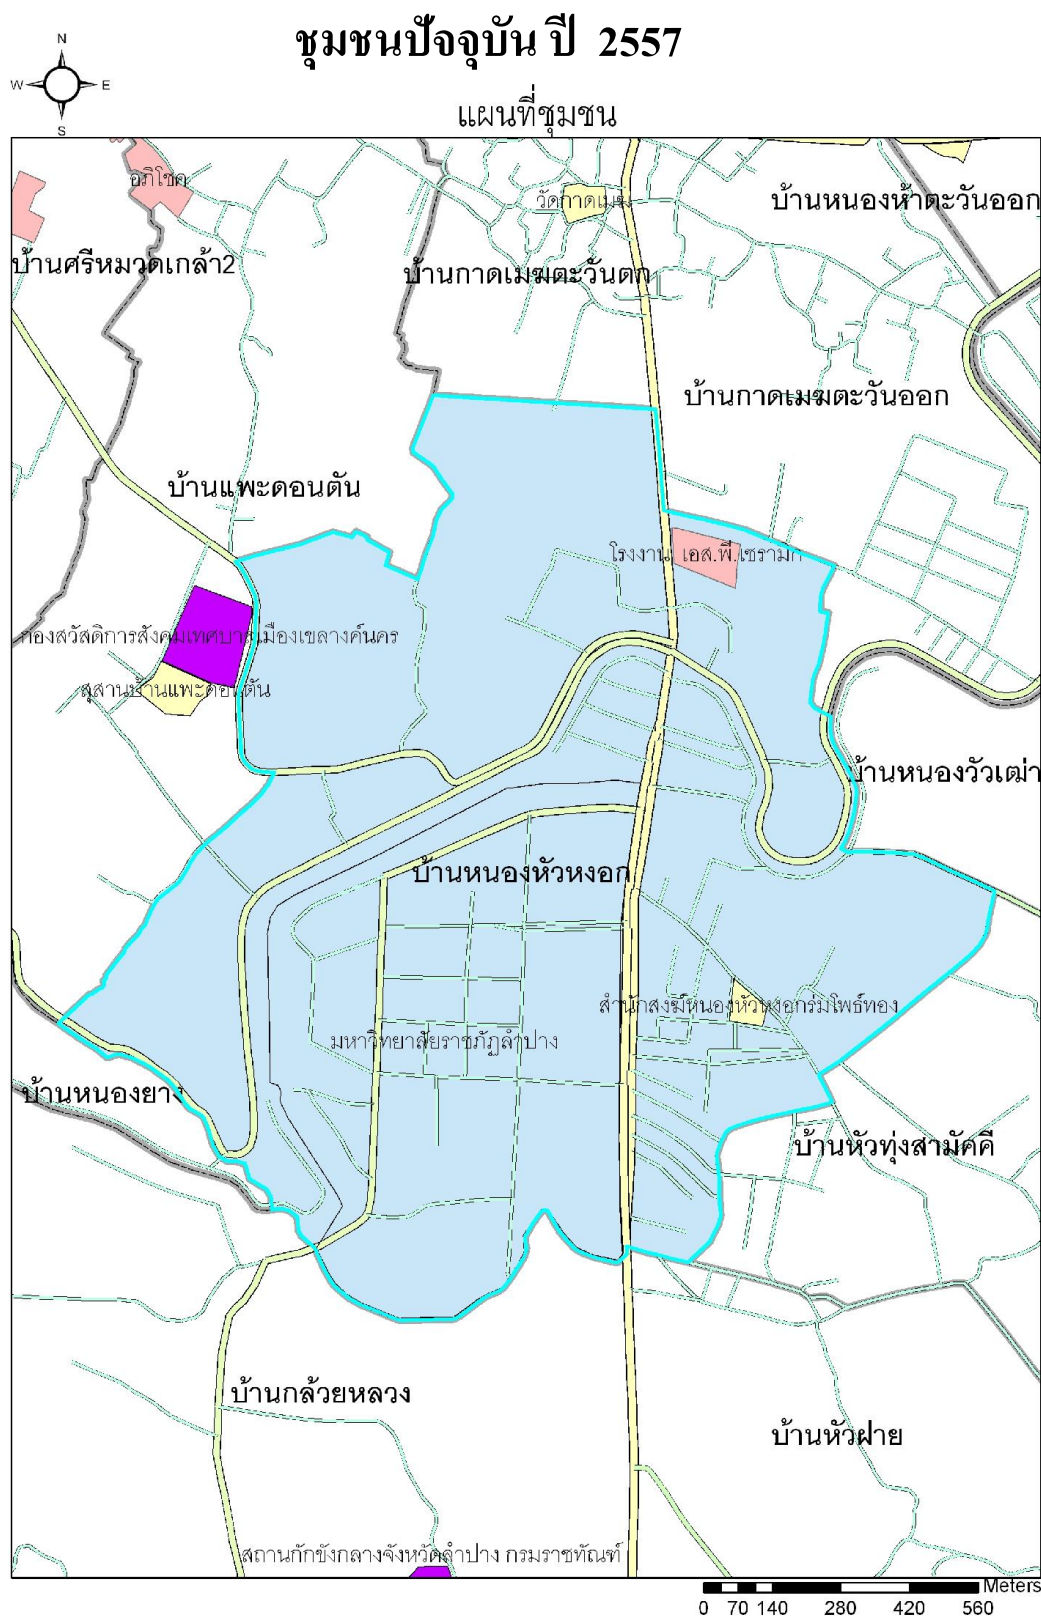 ชุมชนปัจจุบัน ปี 2557
N
W E
S
แผนที่ชุมชน
อภิโชค
วัดกาดเมฆ
บ้านหนองห้าตะวันออก
บ้านศรีหมวดเกล้า2
บ้านกาดเมฆตะวันตก
บ้านกาดเมฆตะวันออก
บ้านแพะดอนตัน
โรงงาน เอส.พี.เซรามิก
กองสวัสดิการสังคมเทศบาลเมืองเขลางค์นคร
สุสานบ้านแพะดอนตัน
บ้านหนองวัวเฒ่า
บ้านหนองหัวหงอก
สำนักสงฆ์หนองหัวหงอกร่มโพธิ์ทอง
มหาวิทยาลัยราชภัฏลำปาง
บ้านหนองยาง
บ้านหัวทุ่งสามัคคี
บ้านกล้วยหลวง
บ้านหัวฝาย
สถานกักขังกลางจังหวัดลำปาง กรมราชทัณฑ์
Meters
0 70 140 280 420 560